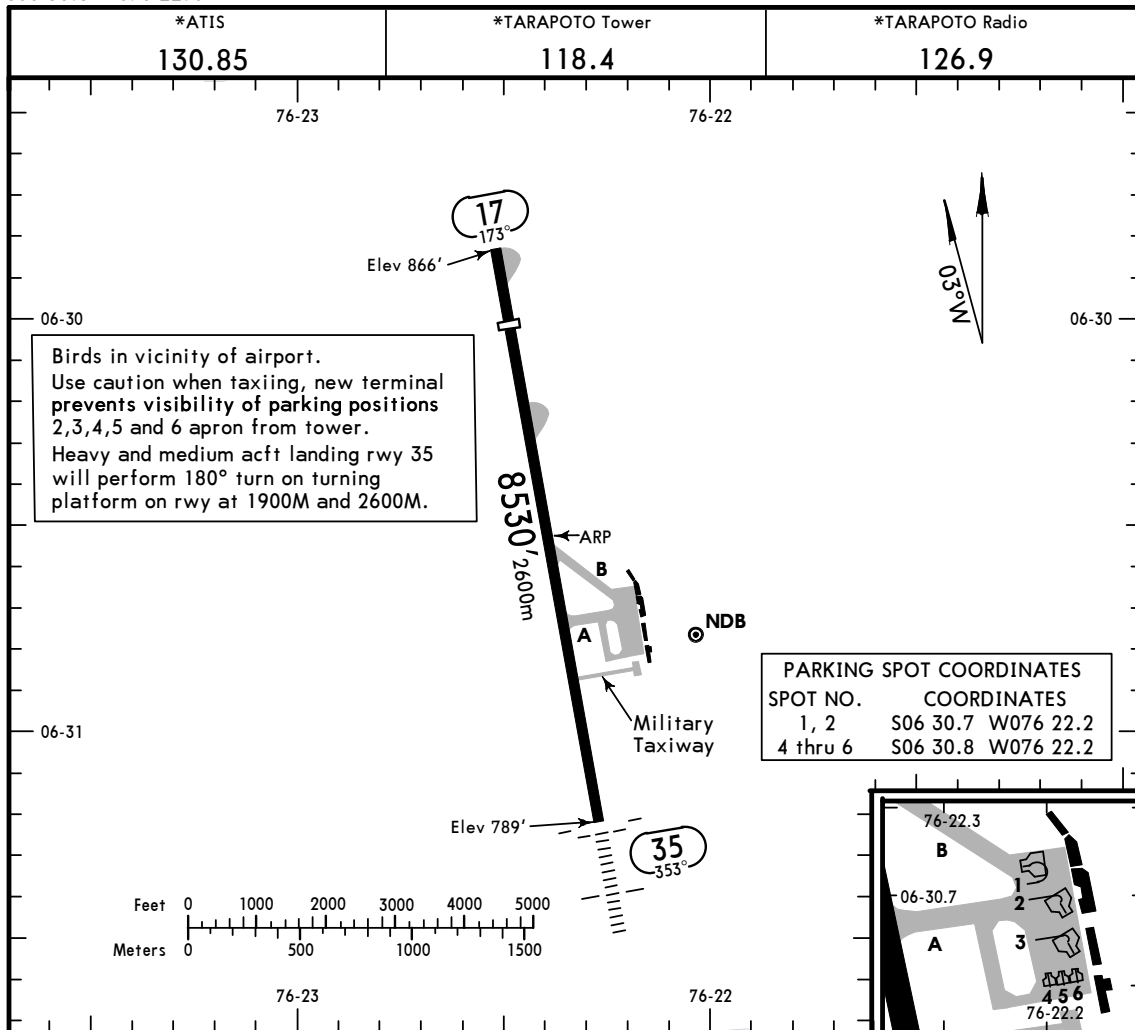 *ATIS
130.85
*TARAPOTO Tower
118.4
*TARAPOTO Radio
126.9
76-23
76-22
17
173°
Elev 866'
03°W
06-30
06-30
Birds in vicinity of airport.
Use caution when taxiing, new terminal
prevents visibility of parking positions
2,3,4,5 and 6 apron from tower.
Heavy and medium acft landing rwy 35
will perform 180° turn on turning
platform on rwy at 1900M and 2600M.
8530' 2600m
ARP
B
A
NDB
Military
Taxiway
06-31
PARKING SPOT COORDINATES
SPOT NO. COORDINATES
1, 2 S06 30.7 W076 22.2
4 thru 6 S06 30.8 W076 22.2
Elev 789'
35
353°
Feet 0 1000 2000 3000 4000 5000
Meters 0 500 1000 1500
76-23
76-22
76-22.3
B
1
06-30.7
2
A
3
4 5 6
76-22.2